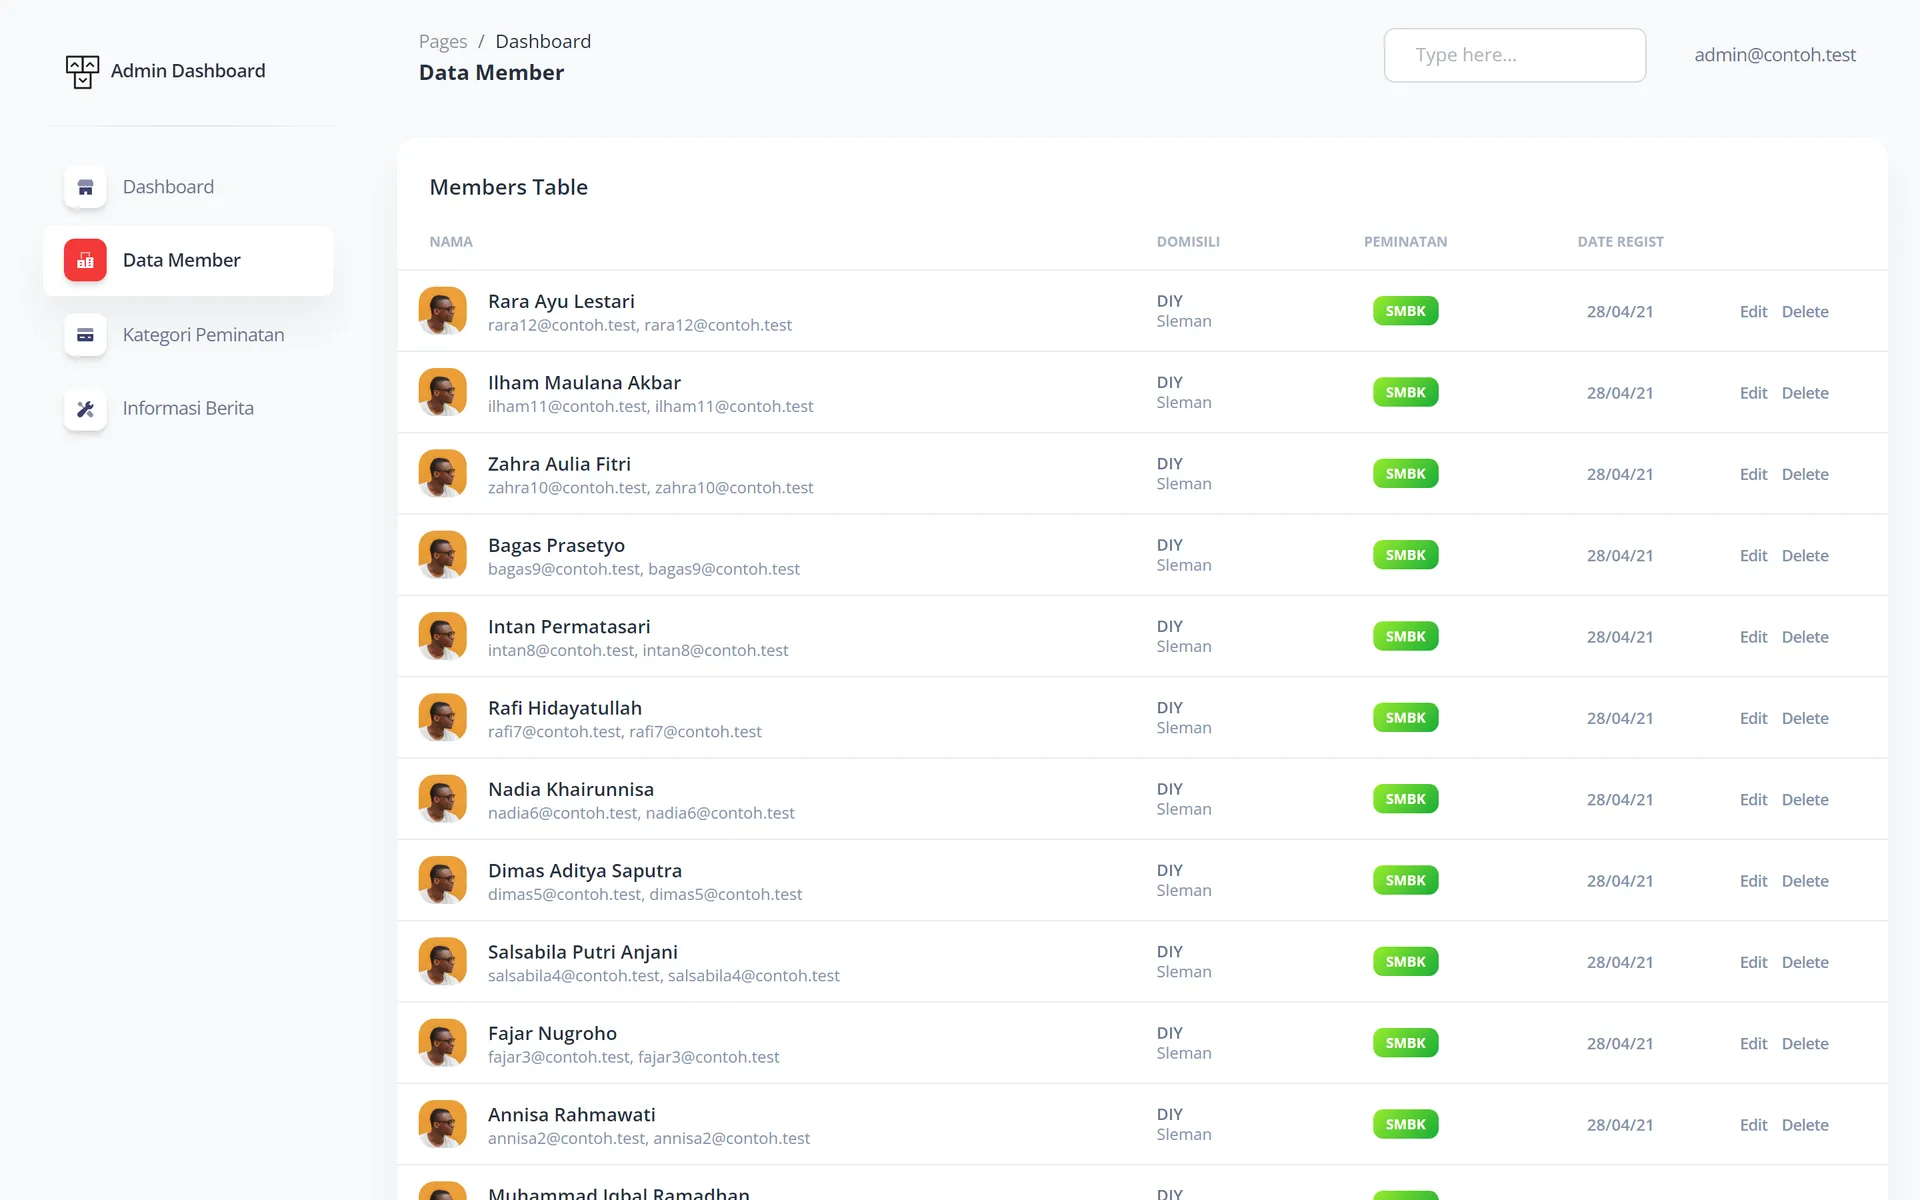 Admin Dashboard
Dashboard
Data Member
Kategori Peminatan
Informasi Berita
Pages / Dashboard
Data Member
Type here...
admin@contoh.test
Members Table
NAMA DOMISILI PEMINATAN DATE REGIST
Rara Ayu Lestari
rara12@contoh.test, rara12@contoh.test
DIY
Sleman
SMBK
28/04/21
Edit Delete
Ilham Maulana Akbar
ilham11@contoh.test, ilham11@contoh.test
DIY
Sleman
SMBK
28/04/21
Edit Delete
Zahra Aulia Fitri
zahra10@contoh.test, zahra10@contoh.test
DIY
Sleman
SMBK
28/04/21
Edit Delete
Bagas Prasetyo
bagas9@contoh.test, bagas9@contoh.test
DIY
Sleman
SMBK
28/04/21
Edit Delete
Intan Permatasari
intan8@contoh.test, intan8@contoh.test
DIY
Sleman
SMBK
28/04/21
Edit Delete
Rafi Hidayatullah
rafi7@contoh.test, rafi7@contoh.test
DIY
Sleman
SMBK
28/04/21
Edit Delete
Nadia Khairunnisa
nadia6@contoh.test, nadia6@contoh.test
DIY
Sleman
SMBK
28/04/21
Edit Delete
Dimas Aditya Saputra
dimas5@contoh.test, dimas5@contoh.test
DIY
Sleman
SMBK
28/04/21
Edit Delete
Salsabila Putri Anjani
salsabila4@contoh.test, salsabila4@contoh.test
DIY
Sleman
SMBK
28/04/21
Edit Delete
Fajar Nugroho
fajar3@contoh.test, fajar3@contoh.test
DIY
Sleman
SMBK
28/04/21
Edit Delete
Annisa Rahmawati
annisa2@contoh.test, annisa2@contoh.test
DIY
Sleman
SMBK
28/04/21
Edit Delete
Muhammad Iqbal Ramadhan
DIY